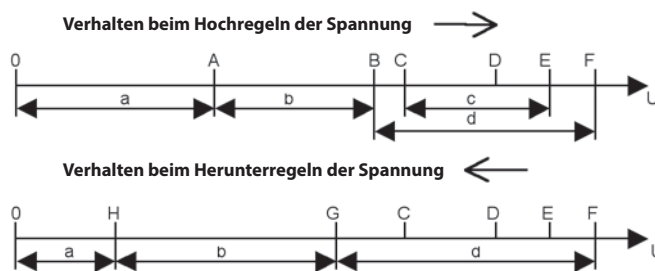 Verhalten beim Hochregeln der Spannung
0 A B C D E F
U
a b c
d
Verhalten beim Herunterregeln der Spannung
0 H G C D E F
U
a b d